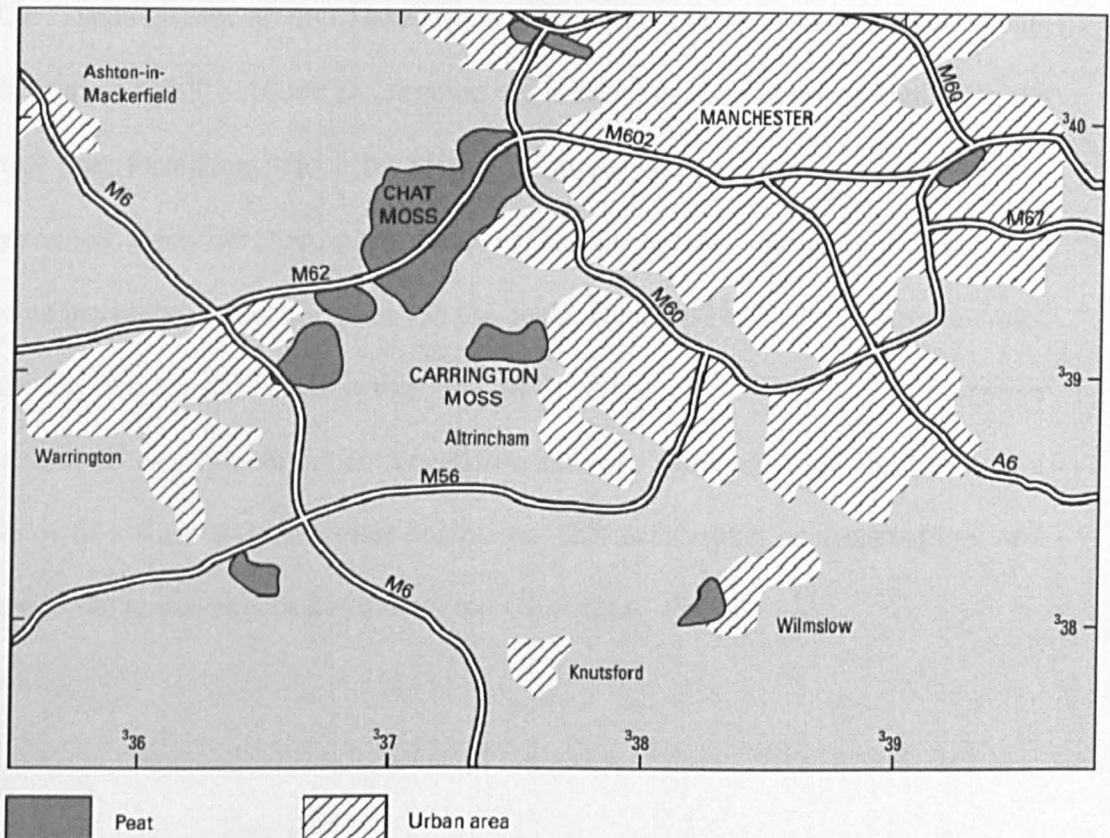 Ashton-in-
Mackerfield
MANCHESTER
M60
³40
M602
M6
CHAT
MOSS
M67
M62
M60
CARRINGTON
MOSS
³39
Altrincham
Warrington
M56
A6
M6
Wilmslow
³38
Knutsford
³36
³37
³38
³39
Peat
Urban area